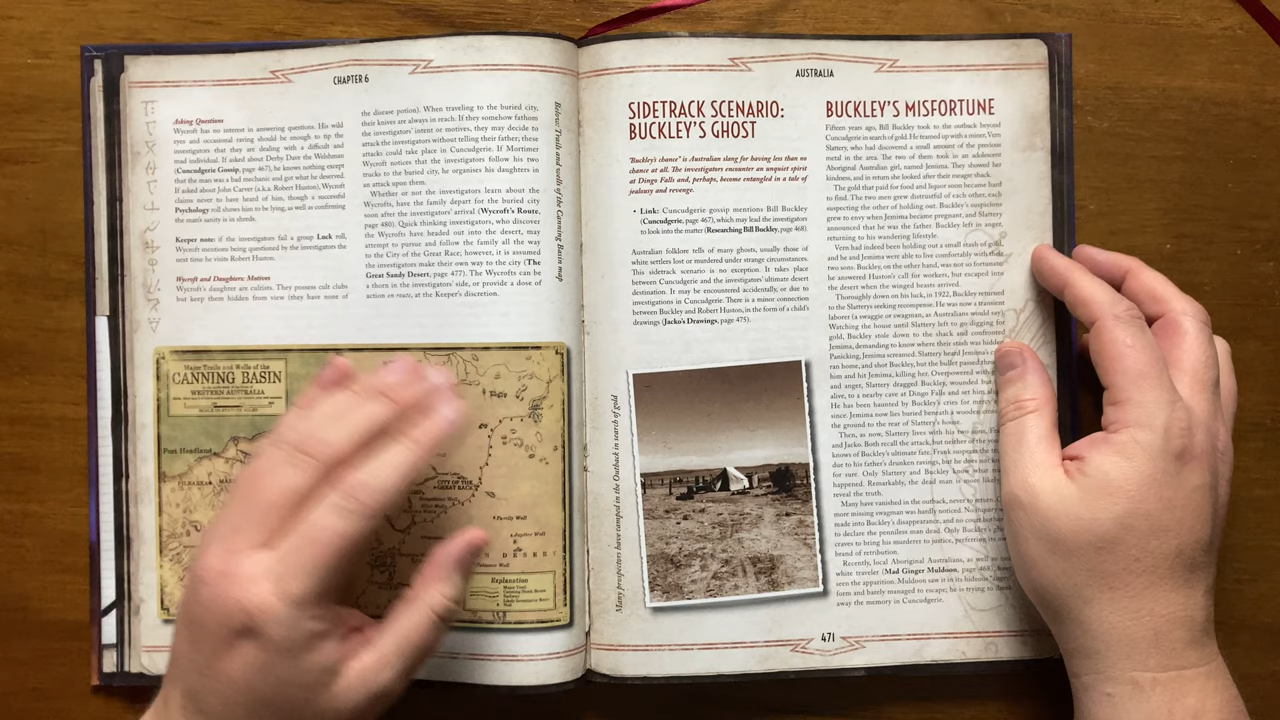 CHAPTER 6
Asking Questions
Wycroft has no interest in answering questions. His wild
eyes and occasional raving should be enough to tip the
investigators that they are dealing with a difficult and
mad individual. If asked about Derby Dave the Welshman
(Cuncudgerie Gossip, page 467), he knows nothing except
that the man was a bad mechanic and got what he deserved.
If asked about John Carver (a.k.a. Robert Huston), Wycroft
claims never to have heard of him, though a successful
Psychology roll shows him to be lying, as well as confirming
the man's sanity is in shreds.
Keeper note: if the investigators fail a group Luck roll,
Wycroft mentions being questioned by the investigators the
next time he visits Robert Huston.
Wycroft and Daughters: Motives
Wycroft's daughter are cultists. They possess cult clubs
but keep them hidden from view (they have none of
the disease potion). When traveling to the buried city,
their knives are always in reach. If they somehow fathom
the investigators' intent or motives, they may decide to
attack the investigators without telling their father; these
attacks could take place in Cuncudgerie. If Mortimer
Wycroft notices that the investigators follow his two
trucks to the buried city, he organises his daughters in
an attack upon them.
Whether or not the investigators learn about the
Wycrofts, have the family depart for the buried city
soon after the investigators' arrival (Wycroft's Route,
page 480). Quick thinking investigators, who discover
the Wycrofts have headed out into the desert, may
attempt to pursue and follow the family all the way
to the City of the Great Race; however, it is assumed
the investigators make their own way to the city (The
Great Sandy Desert, page 477). The Wycrofts can be
a thorn in the investigators' side, or provide a dose of
action en route, at the Keeper's discretion.
Below: Trails and wells of the Canning Basin map
Major Trails and Wells of the
CANNING BASIN
WESTERN AUSTRALIA
SCALE IN STATUTE MILES
Port Headland
PILBARA
CITY OF THE
GREAT RACE
Family Well
Jupiter Well
DESERT
Explanation
Major Trail
Canning Stock Route
Railway
Well
AUSTRALIA
SIDETRACK SCENARIO:
BUCKLEY'S GHOST
"Buckley's chance" is Australian slang for having less than no
chance at all. The investigators encounter an unquiet spirit
at Dingo Falls and, perhaps, become entangled in a tale of
jealousy and revenge.
• Link: Cuncudgerie gossip mentions Bill Buckley
(Cuncudgerie, page 467), which may lead the investigators
to look into the matter (Researching Bill Buckley, page 468).
Australian folklore tells of many ghosts, usually those of
white settlers lost or murdered under strange circumstances.
This sidetrack scenario is no exception. It takes place
between Cuncudgerie and the investigators' ultimate desert
destination. It may be encountered accidentally, or due to
investigations in Cuncudgerie. There is a minor connection
between Buckley and Robert Huston, in the form of a child's
drawings (Jacko's Drawings, page 475).
Many prospectors have camped in the Outback in search of gold
BUCKLEY'S MISFORTUNE
Fifteen years ago, Bill Buckley took to the outback beyond
Cuncudgerie in search of gold. He teamed up with a miner, Vern
Slattery, who had discovered a small amount of the precious
metal in the area. The two of them took in an adolescent
Aboriginal Australian girl, named Jemima. They showed her
kindness, and in return she looked after their meager shack.
The gold that paid for food and liquor soon became hard
to find. The two men grew distrustful of each other, each
suspecting the other of holding out. Buckley's suspicions
grew to envy when Jemima became pregnant, and Slattery
announced that he was the father. Buckley left in anger,
returning to his wandering lifestyle.
Vern had indeed been holding out a small stash of gold,
and he and Jemima were able to live comfortably with their
two sons. Buckley, on the other hand, was not so fortunate:
he answered Huston's call for workers, but escaped into
the desert when the winged beasts arrived.
Thoroughly down on his luck, in 1922, Buckley returned
to the Slatterys seeking recompense. He was now a transient
laborer (a swaggie or swagman, as Australians would say).
Watching the house until Slattery left to go digging for
gold, Buckley stole down to the shack and confronted
Jemima, demanding to know where their stash was hidden.
Panicking, Jemima screamed. Slattery heard Jemima's
ran home, and shot Buckley, but the bullet passed
him and hit Jemima, killing her. Overpowered with
and anger, Slattery dragged Buckley, wounded but
alive, to a nearby cave at Dingo Falls and set him
He has been haunted by Buckley's cries for mercy
since. Jemima now lies buried beneath a wooden
the ground to the rear of Slattery's house.
Then, as now, Slattery lives with his two sons,
and Jacko. Both recall the attack, but neither of the
knows of Buckley's ultimate fate. Frank suspects the
due to his father's drunken ravings, but he does not
for sure. Only Slattery and Buckley know what
happened. Remarkably, the dead man is more likely
reveal the truth.
Many have vanished in the outback, never to return.
more missing swagman was hardly noticed. No inquiry
made into Buckley's disappearance, and no court
to declare the penniless man dead. Only Buckley's
craves to bring his murderer to justice, performing its
brand of retribution.
Recently, local Aboriginal Australians, as well as
white traveler (Mad Ginger Muldoon, page 468),
seen the apparition. Muldoon saw it in its hideous "angry"
form and barely managed to escape; he is trying to
away the memory in Cuncudgerie.
471